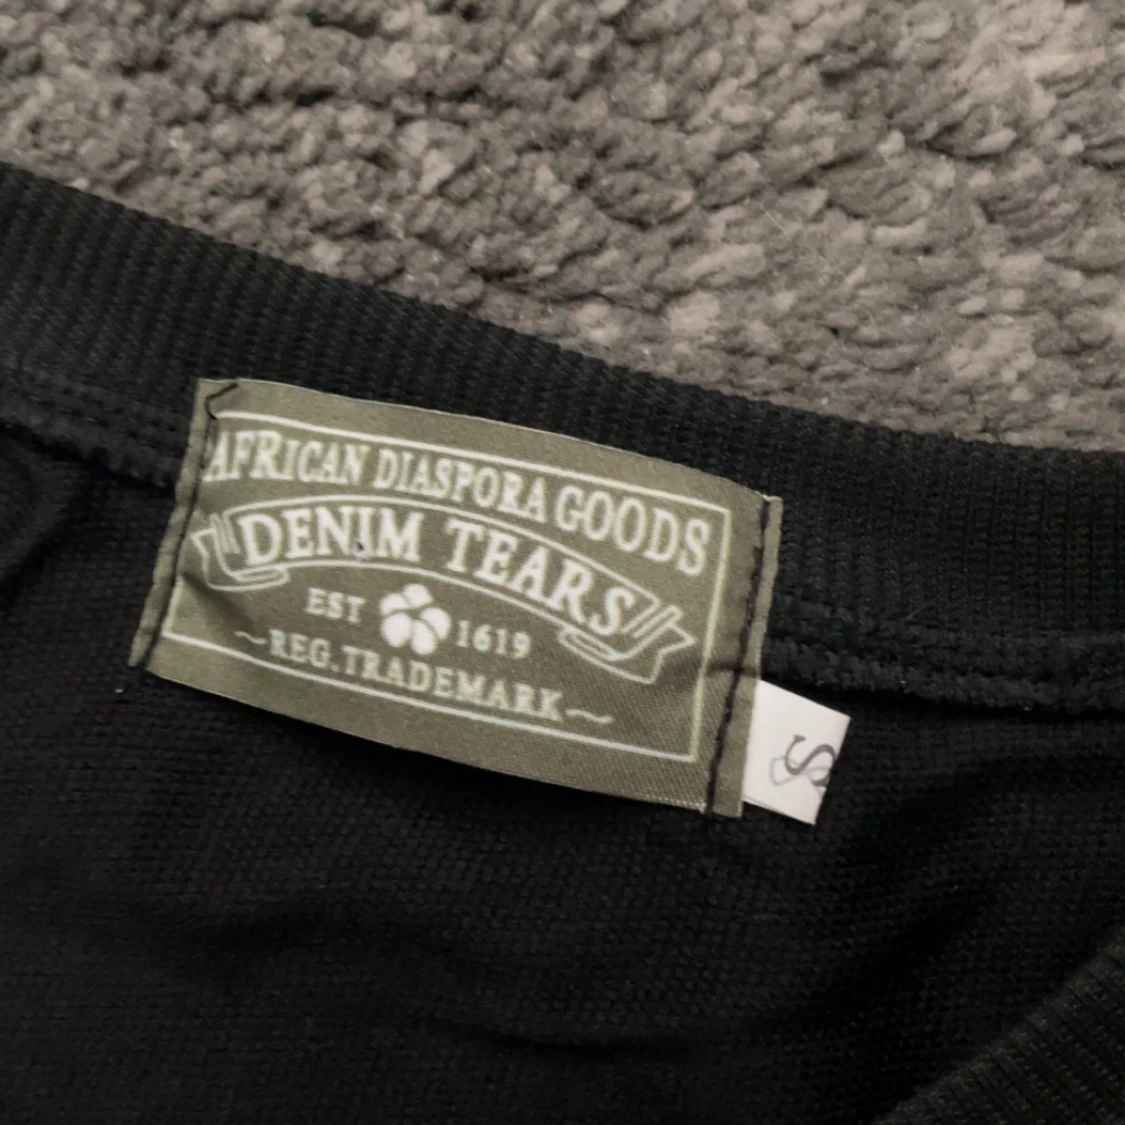 AFRICAN DIASPORA GOODS
DENIM TEARS
EST 1619
~REG.TRADEMARK~
S